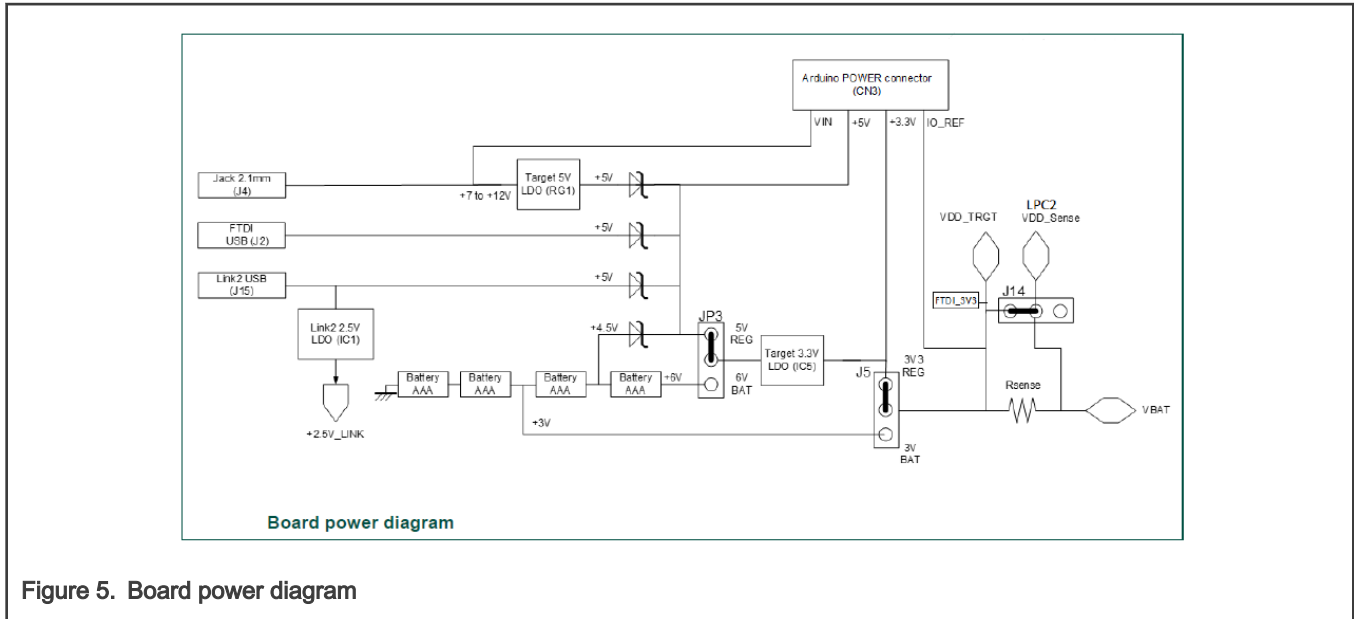 Arduino POWER connector
(CN3)
VIN
+5V
+3.3V
IO_REF
Jack 2.1mm
(J4)
+7 to +12V
Target 5V
LDO (RG1)
+5V
FTDI
USB (J2)
+5V
Link2 USB
(J15)
+5V
Link2 2.5V
LDO (IC1)
+2.5V_LINK
+4.5V
Battery
AAA
Battery
AAA
Battery
AAA
Battery
AAA
+6V
+3V
JP3
5V
REG
6V
BAT
Target 3.3V
LDO (IC5)
J5
3V3
REG
3V
BAT
VDD_TRGT
LPC2
VDD_Sense
FTDI_3V3
J14
Rsense
VBAT
Board power diagram
Figure 5. Board power diagram